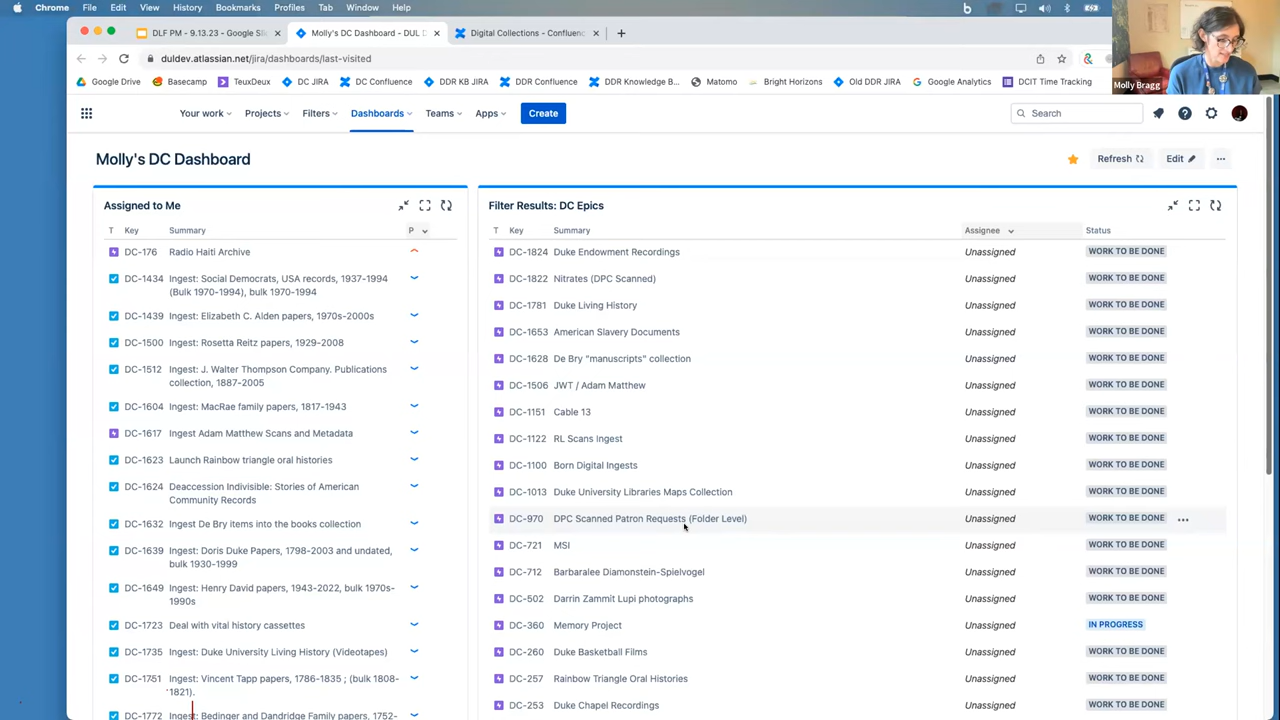 Chrome File Edit View History Bookmarks Profiles Tab Window Help
DLF PM - 9.13.23 - Google Sl
Molly's DC Dashboard - DUL D
Digital Collections - Confluenc
duldev.atlassian.net/jira/dashboards/last-visited
Google Drive Basecamp TeuxDeux DC JIRA DC Confluence DDR KB JIRA DDR Confluence DDR Knowledge B... Matomo Bright Horizons Old DDR JIRA Google Analytics DCIT Time Tracking
Molly Bragg
Your work Projects Filters Dashboards Teams Apps Create Search
Molly's DC Dashboard
Refresh Edit
Assigned to Me
T Key Summary P
DC-176 Radio Haiti Archive
DC-1434 Ingest: Social Democrats, USA records, 1937-1994
(Bulk 1970-1994), bulk 1970-1994
DC-1439 Ingest: Elizabeth C. Alden papers, 1970s-2000s
DC-1500 Ingest: Rosetta Reitz papers, 1929-2008
DC-1512 Ingest: J. Walter Thompson Company. Publications
collection, 1887-2005
DC-1604 Ingest: MacRae family papers, 1817-1943
DC-1617 Ingest Adam Matthew Scans and Metadata
DC-1623 Launch Rainbow triangle oral histories
DC-1624 Deaccession Indivisible: Stories of American
Community Records
DC-1632 Ingest De Bry items into the books collection
DC-1639 Ingest: Doris Duke Papers, 1798-2003 and undated,
bulk 1930-1999
DC-1649 Ingest: Henry David papers, 1943-2022, bulk 1970s-
1990s
DC-1723 Deal with vital history cassettes
DC-1735 Ingest: Duke University Living History (Videotapes)
DC-1751 Ingest: Vincent Tapp papers, 1786-1835 ; (bulk 1808-
1821).
DC-1772 Ingest: Bedinger and Dandridge Family papers, 1752-
Filter Results: DC Epics
T Key Summary Assignee Status
DC-1824 Duke Endowment Recordings Unassigned WORK TO BE DONE
DC-1822 Nitrates (DPC Scanned) Unassigned WORK TO BE DONE
DC-1781 Duke Living History Unassigned WORK TO BE DONE
DC-1653 American Slavery Documents Unassigned WORK TO BE DONE
DC-1628 De Bry "manuscripts" collection Unassigned WORK TO BE DONE
DC-1506 JWT / Adam Matthew Unassigned WORK TO BE DONE
DC-1151 Cable 13 Unassigned WORK TO BE DONE
DC-1122 RL Scans Ingest Unassigned WORK TO BE DONE
DC-1100 Born Digital Ingests Unassigned WORK TO BE DONE
DC-1013 Duke University Libraries Maps Collection Unassigned WORK TO BE DONE
DC-970 DPC Scanned Patron Requests (Folder Level) Unassigned WORK TO BE DONE
DC-721 MSI Unassigned WORK TO BE DONE
DC-712 Barbaralee Diamonstein-Spielvogel Unassigned WORK TO BE DONE
DC-502 Darrin Zammit Lupi photographs Unassigned WORK TO BE DONE
DC-360 Memory Project Unassigned IN PROGRESS
DC-260 Duke Basketball Films Unassigned WORK TO BE DONE
DC-257 Rainbow Triangle Oral Histories Unassigned WORK TO BE DONE
DC-253 Duke Chapel Recordings Unassigned WORK TO BE DONE